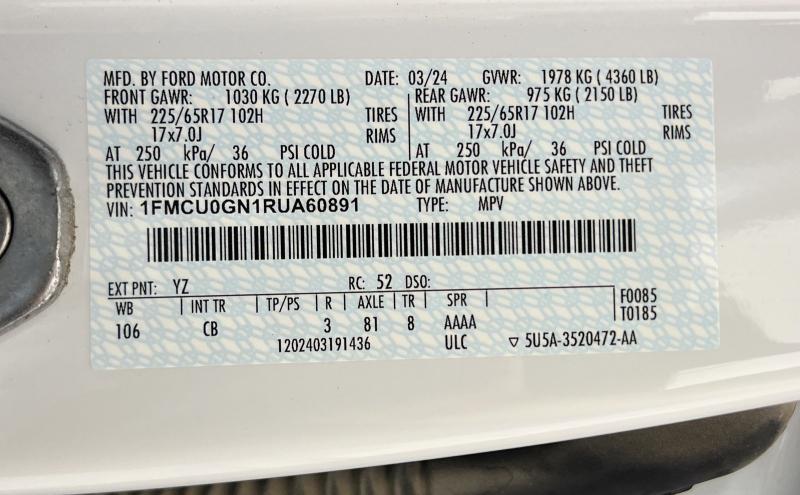 MFD. BY FORD MOTOR CO. DATE: 03/24 GVWR: 1978 KG ( 4360 LB)
FRONT GAWR: 1030 KG ( 2270 LB) REAR GAWR: 975 KG ( 2150 LB)
WITH 225/65R17 102H TIRES WITH 225/65R17 102H TIRES
17x7.0J RIMS 17x7.0J RIMS
AT 250 kPa/ 36 PSI COLD AT 250 kPa/ 36 PSI COLD
THIS VEHICLE CONFORMS TO ALL APPLICABLE FEDERAL MOTOR VEHICLE SAFETY AND THEFT
PREVENTION STANDARDS IN EFFECT ON THE DATE OF MANUFACTURE SHOWN ABOVE.
VIN: 1FMCU0GN1RUA60891 TYPE: MPV
EXT PNT: YZ RC: 52 DSO:
WB INT TR TP/PS R AXLE TR SPR F0085
106 CB 3 81 8 AAAA T0185
1202403191436 ULC ▽ 5U5A-3520472-AA